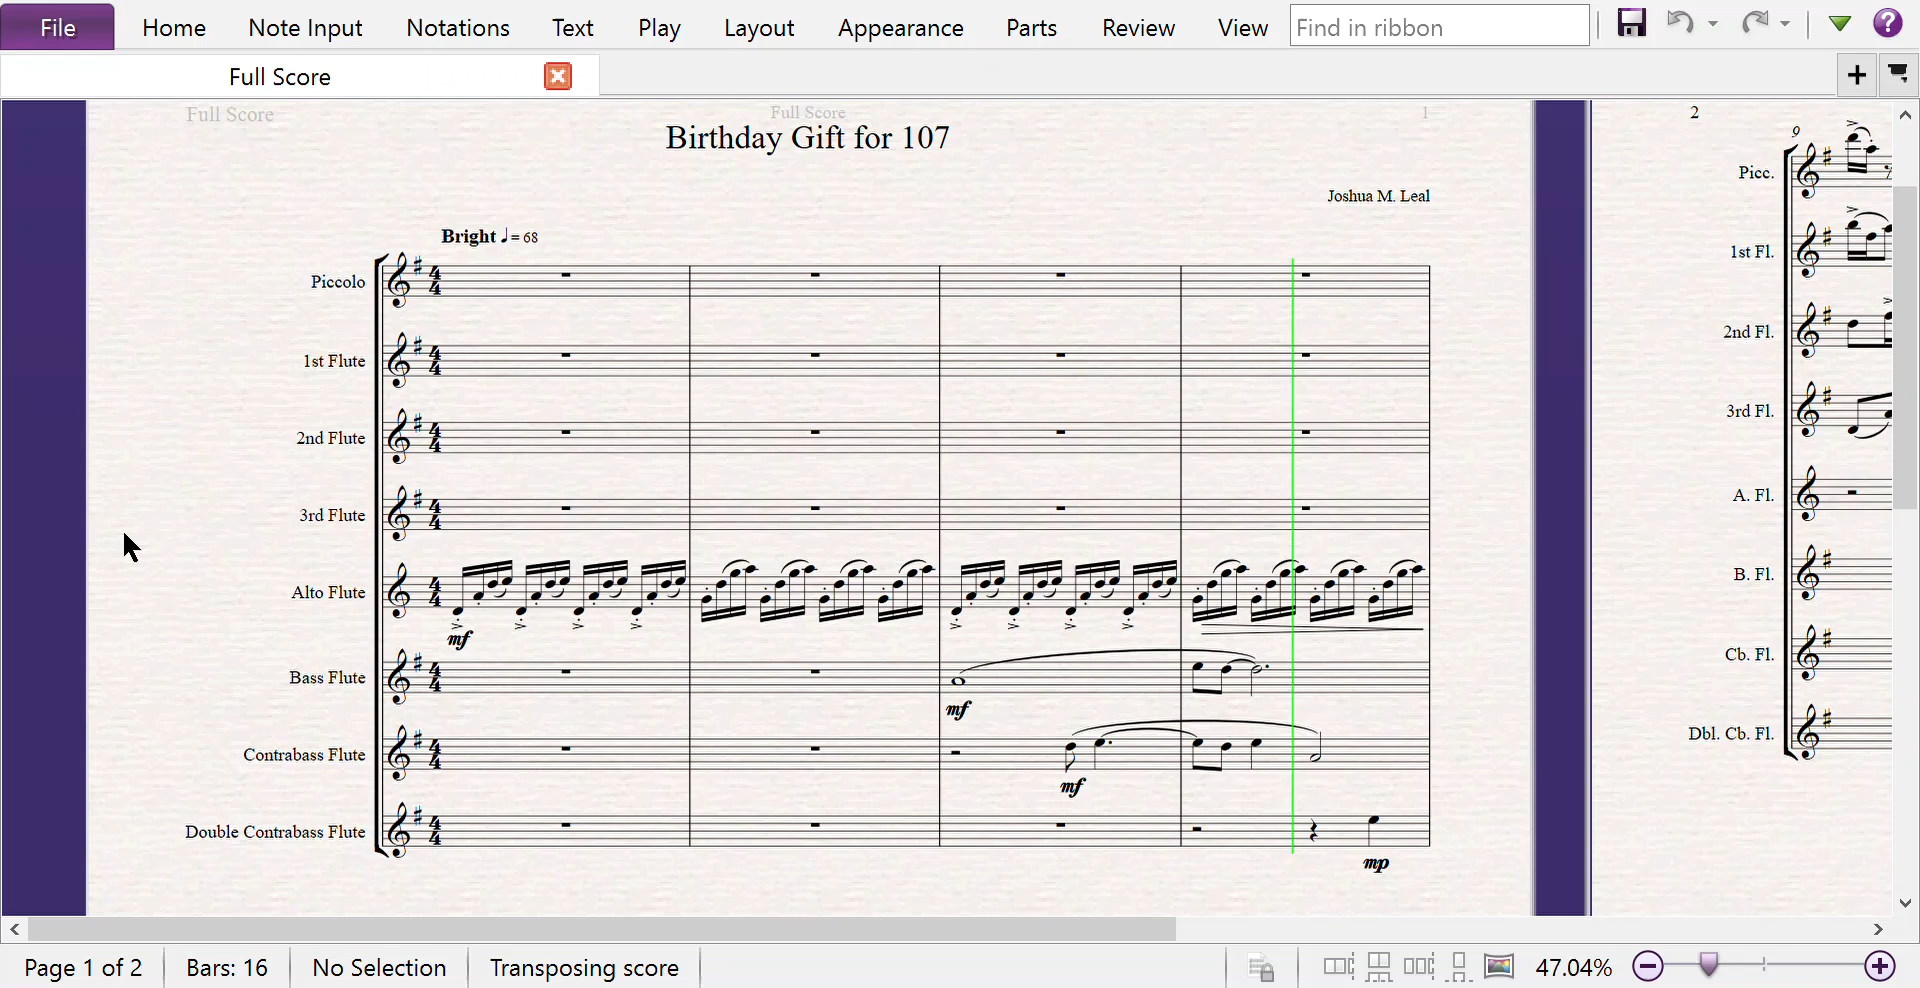 File Home Note Input Notations Text Play Layout Appearance Parts Review View Find in ribbon ?
Full Score
Full Score Full Score 1
Birthday Gift for 107
Joshua M. Leal
Bright ♩= 68
Piccolo
1st Flute
2nd Flute
3rd Flute
Alto Flute
mf
Bass Flute
mf
Contrabass Flute
mf
Double Contrabass Flute
mp
2
9
Picc.
1st Fl.
2nd Fl.
3rd Fl.
A. Fl.
B. Fl.
Cb. Fl.
Dbl. Cb. Fl.
Page 1 of 2 Bars: 16 No Selection Transposing score 47.04%